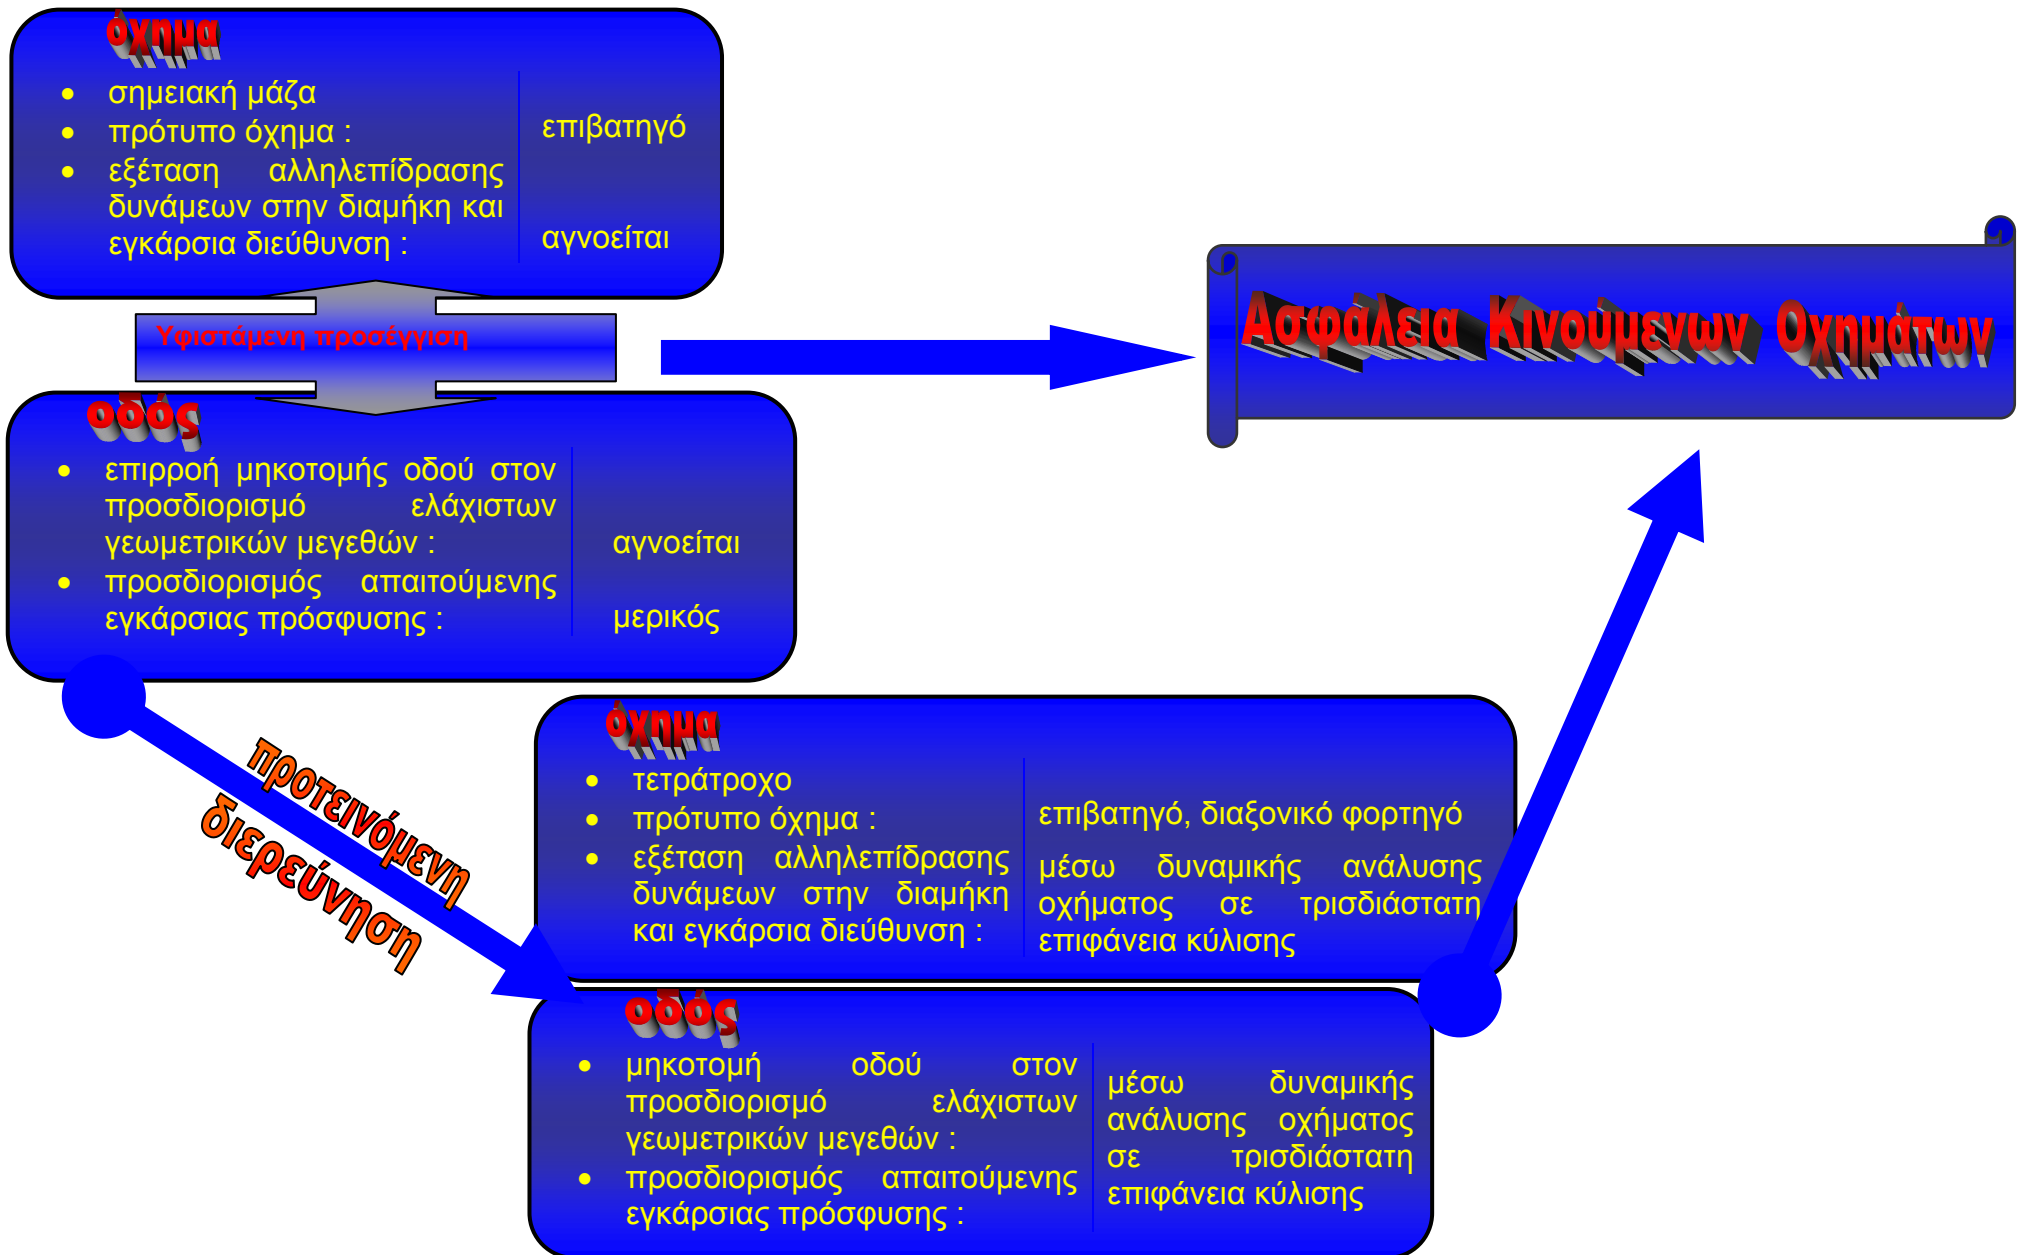 όχημα
• σημειακή μάζα
• πρότυπο όχημα : επιβατηγό
• εξέταση αλληλεπίδρασης
δυνάμεων στην διαμήκη και
εγκάρσια διεύθυνση : αγνοείται
Υφιστάμενη προσέγγιση
Ασφάλεια Κινούμενων Οχημάτων
οδός
• επιρροή μηκοτομής οδού στον
προσδιορισμό ελάχιστων
γεωμετρικών μεγεθών : αγνοείται
• προσδιορισμός απαιτούμενης
εγκάρσιας πρόσφυσης : μερικός
προτεινόμενη
διερεύνηση
όχημα
• τετράτροχο
• πρότυπο όχημα : επιβατηγό, διαξονικό φορτηγό
• εξέταση αλληλεπίδρασης
δυνάμεων στην διαμήκη
και εγκάρσια διεύθυνση :
μέσω δυναμικής ανάλυσης
οχήματος σε τρισδιάστατη
επιφάνεια κύλισης
οδός
• μηκοτομή οδού στον
προσδιορισμό ελάχιστων
γεωμετρικών μεγεθών :
• προσδιορισμός απαιτούμενης
εγκάρσιας πρόσφυσης :
μέσω δυναμικής
ανάλυσης οχήματος
σε τρισδιάστατη
επιφάνεια κύλισης